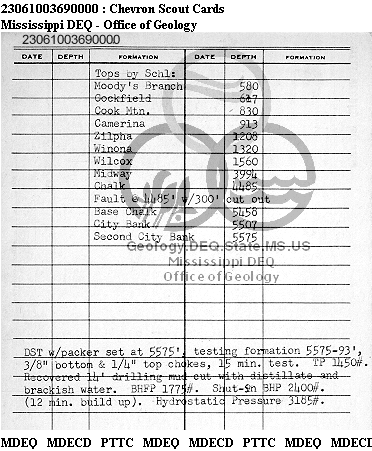 23061003690000 : Chevron Scout Cards
Mississippi DEQ - Office of Geology
23061003690000
DATE DEPTH FORMATION DATE DEPTH FORMATION
Tops by Schl:
Moody's Branch 580
Cockfield 617
Cook Mtn. 830
Camerina 913
Zilpha 1208
Winona 1320
Wilcox 1560
Midway 3994
Chalk 4485
Fault @ 4485' w/300' cut out
Base Chalk 5458
City Bank 5507
Second City Bank 5575
Geology.DEQ.State.MS.US
Mississippi DEQ
Office of Geology
DST w/packer set at 5575', testing formation 5575-93',
3/8" bottom & 1/4" top chokes, 15 min. test. TP 1450#.
Recovered 14' drilling mud cut with distillate and
brackish water. BHFP 1775#. Shut-in BHP 2400#.
(12 min. build up). Hydrostatic Pressure 3185#.
MDEQ MDECD PTTC MDEQ MDECD PTTC MDEQ MDECD